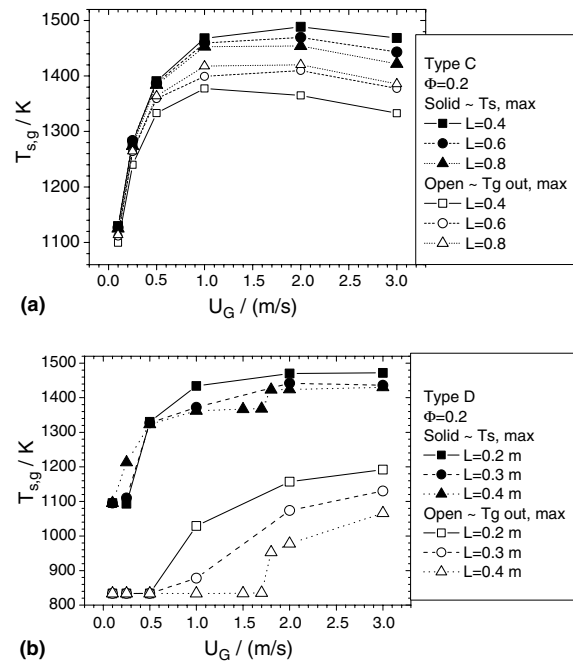 1500
1400
1300
1200
1100
T s,g / K
0.0 0.5 1.0 1.5 2.0 2.5 3.0
U G / (m/s)
(a)
Type C
Φ=0.2
Solid ~ Ts, max
L=0.4
L=0.6
L=0.8
Open ~ Tg out, max
L=0.4
L=0.6
L=0.8
1500
1400
1300
1200
1100
1000
900
800
T s,g / K
0.0 0.5 1.0 1.5 2.0 2.5 3.0
U G / (m/s)
(b)
Type D
Φ=0.2
Solid ~ Ts, max
L=0.2 m
L=0.3 m
L=0.4 m
Open ~ Tg out, max
L=0.2 m
L=0.3 m
L=0.4 m